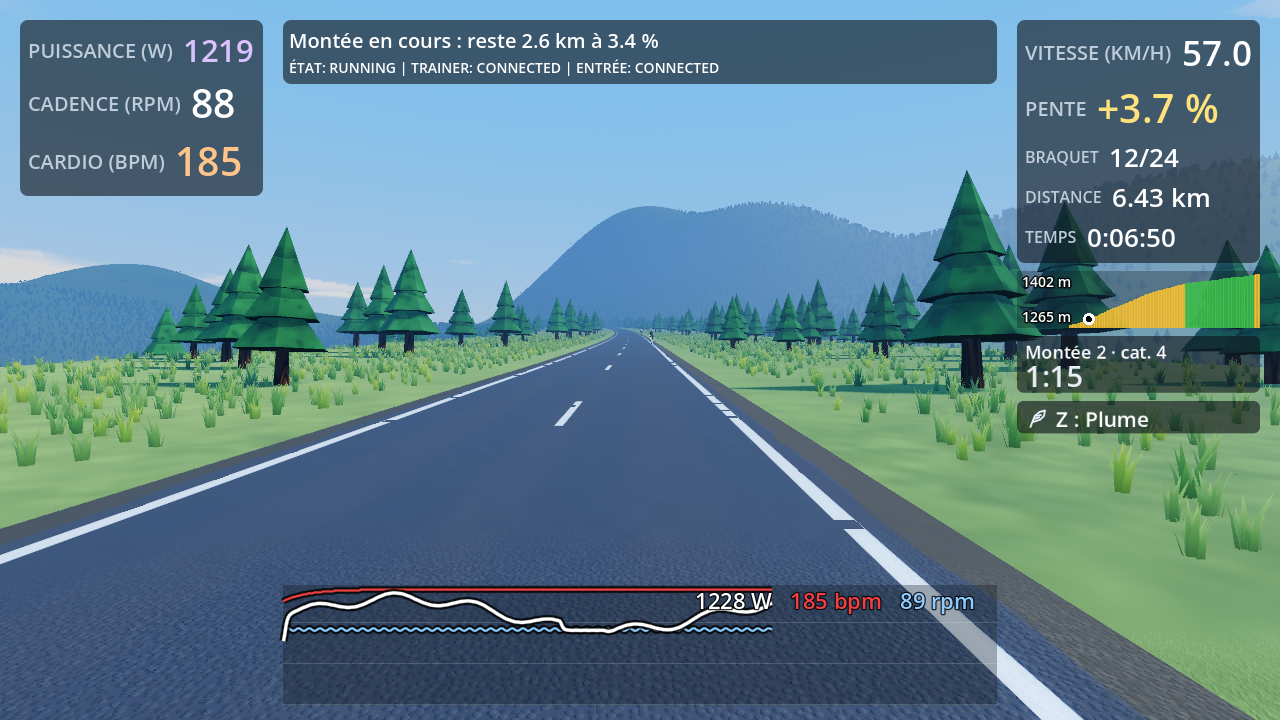 PUISSANCE (W) 1219
CADENCE (RPM) 88
CARDIO (BPM) 185
Montée en cours : reste 2.6 km à 3.4 %
ÉTAT: RUNNING | TRAINER: CONNECTED | ENTRÉE: CONNECTED
VITESSE (KM/H) 57.0
PENTE +3.7 %
BRAQUET 12/24
DISTANCE 6.43 km
TEMPS 0:06:50
1402 m
1265 m
Montée 2 · cat. 4
1:15
Z : Plume
1228 W 185 bpm 89 rpm